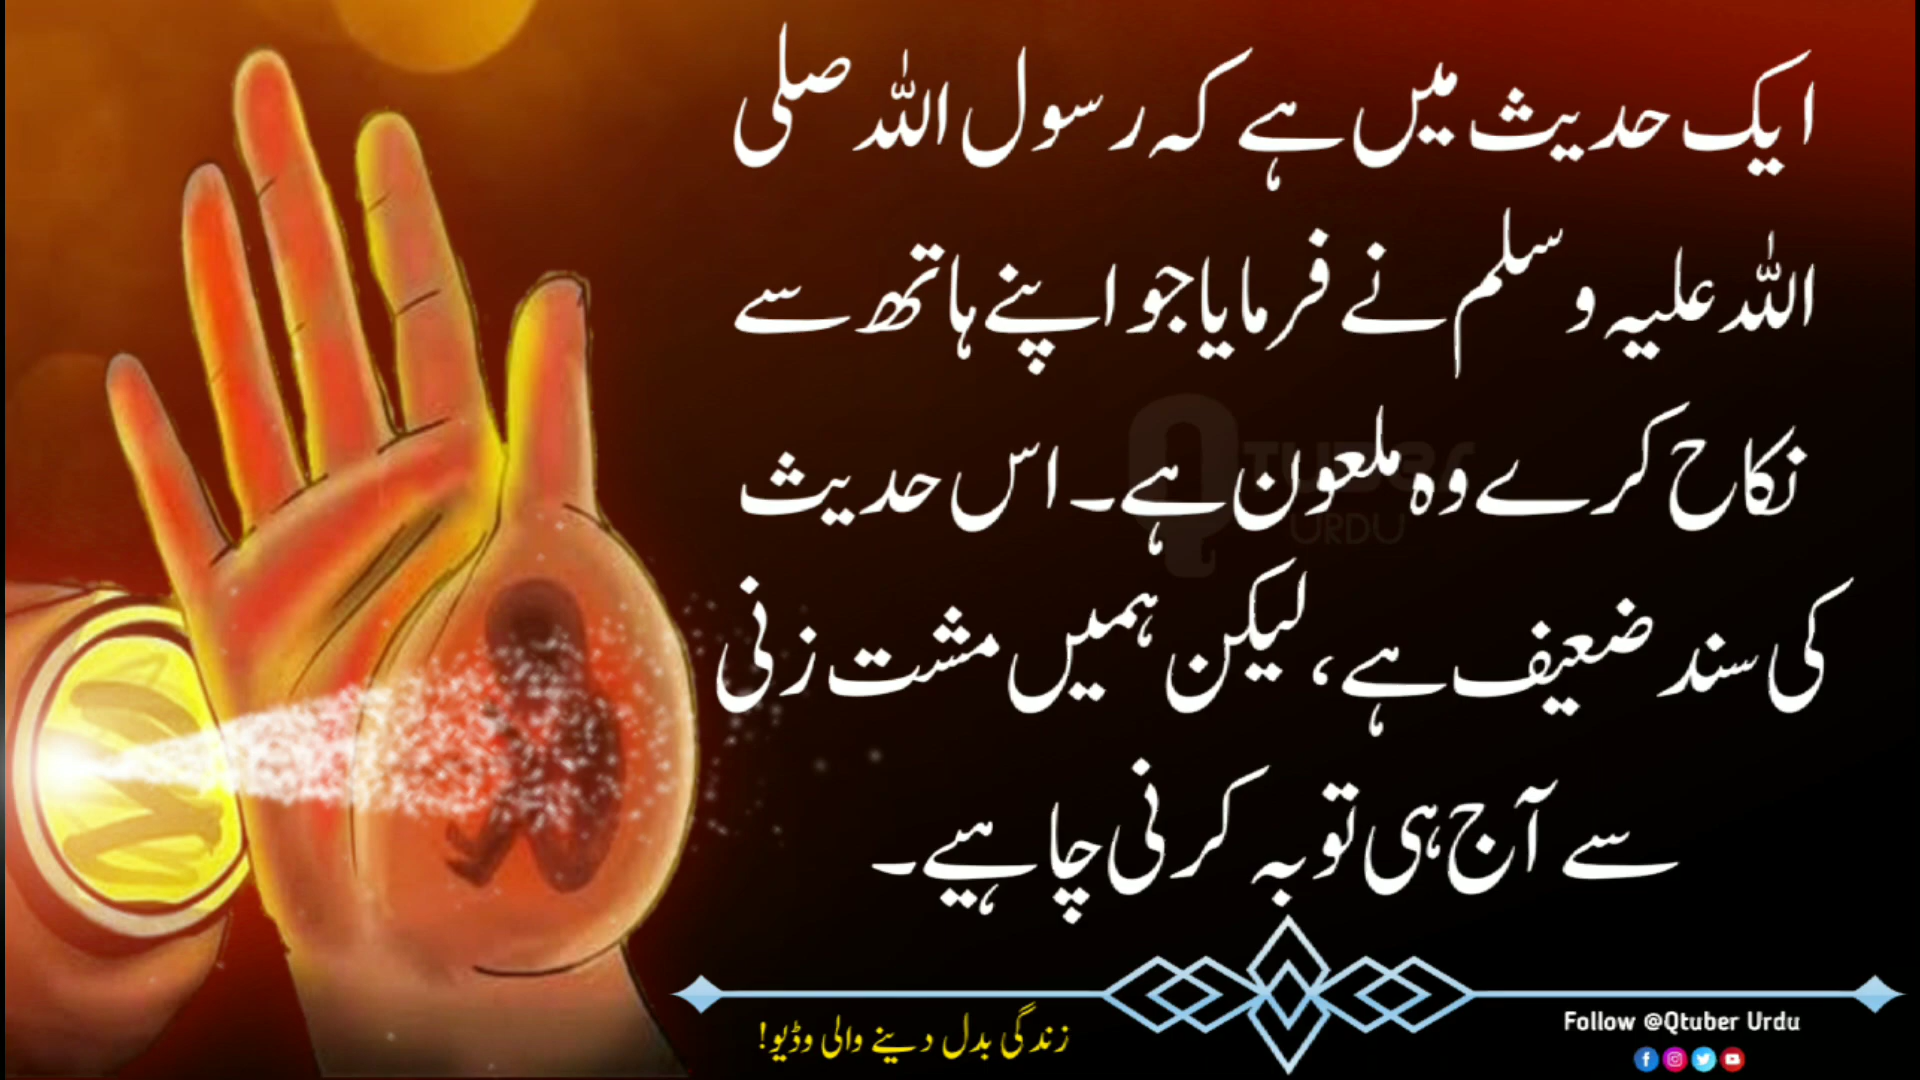 ایک حدیث میں ہے کہ رسول اللہ صلی
اللہ علیہ وسلم نے فرمایا جو اپنے ہاتھ سے
نکاح کرے وہ ملعون ہے۔ اس حدیث
کی سند ضعیف ہے، لیکن ہمیں مشت زنی
سے آج ہی توبہ کرنی چاہیے۔
QTUBER
URDU
زندگی بدل دینے والی وڈیو!
Follow @Qtuber Urdu